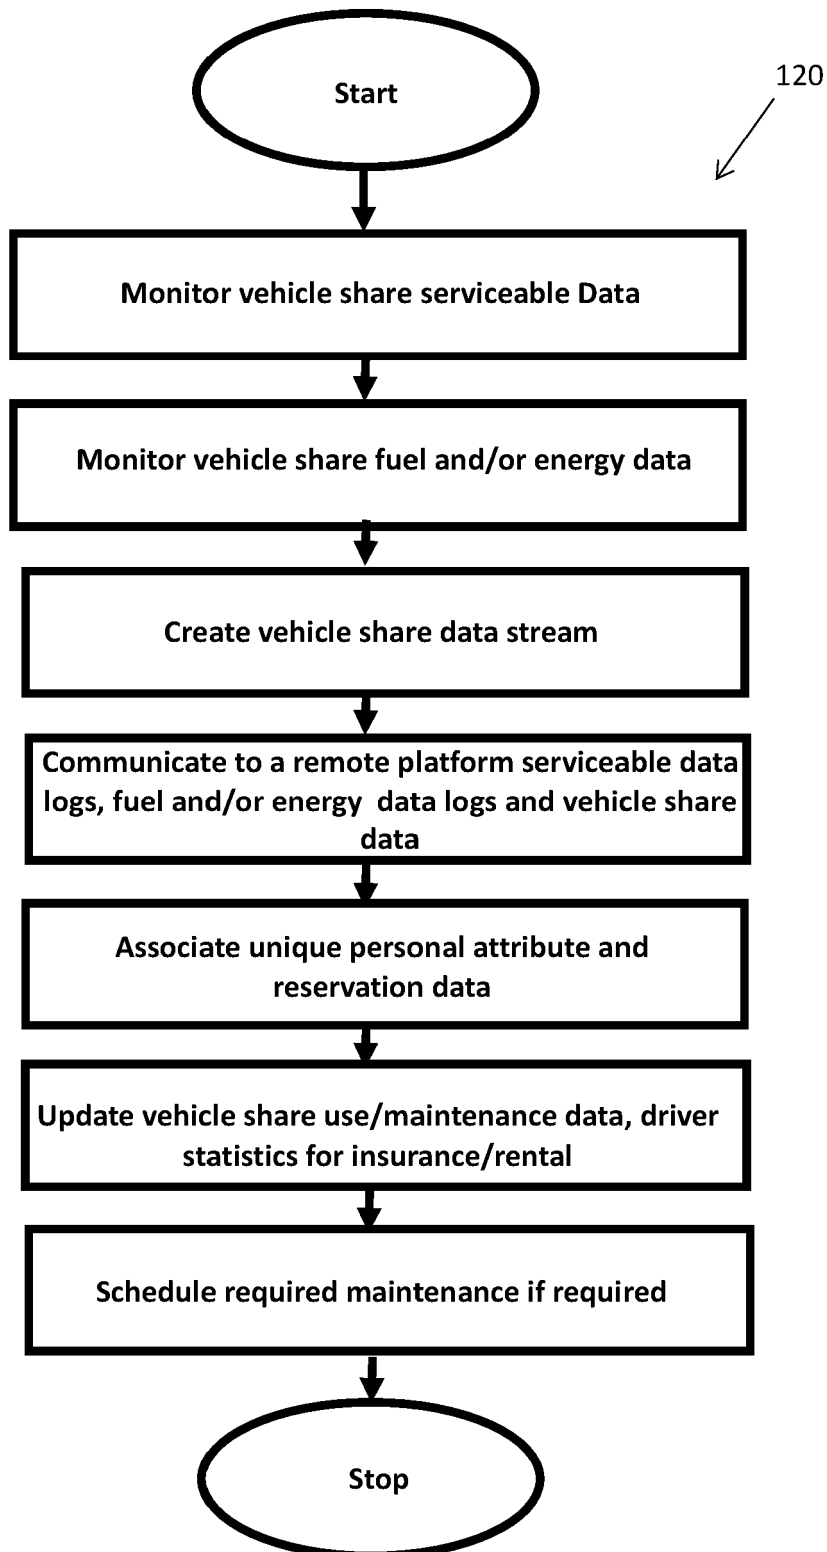 Start
120
Monitor vehicle share serviceable Data
Monitor vehicle share fuel and/or energy data
Create vehicle share data stream
Communicate to a remote platform serviceable data
logs, fuel and/or energy  data logs and vehicle share
data
Associate unique personal attribute and
reservation data
Update vehicle share use/maintenance data, driver
statistics for insurance/rental
Schedule required maintenance if required
Stop